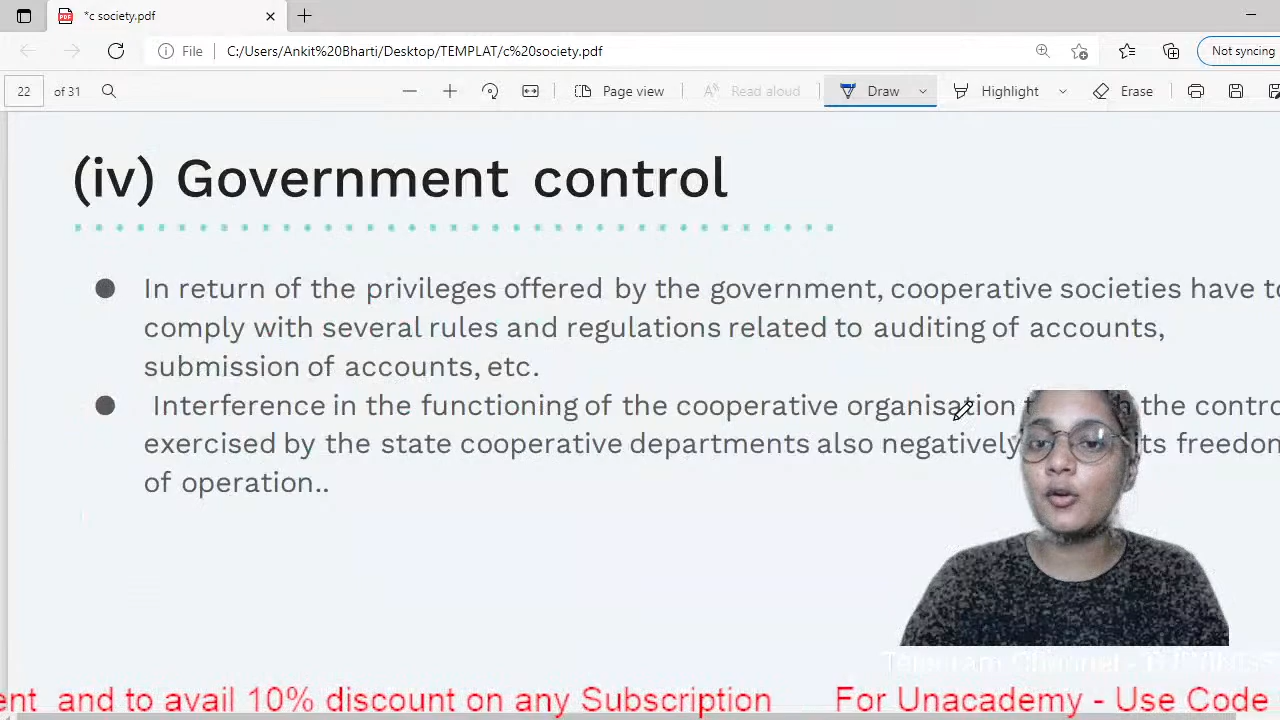 *c society.pdf
File C:/Users/Ankit%20Bharti/Desktop/TEMPLAT/c%20society.pdf Not syncing
22 of 31 Page view Read aloud Draw Highlight Erase
(iv) Government control
In return of the privileges offered by the government, cooperative societies have to
comply with several rules and regulations related to auditing of accounts,
submission of accounts, etc.
Interference in the functioning of the cooperative organisation the
exercised by the state cooperative departments also negatively its freedom
of operation..
Telegram Channel -
and to avail 10% discount on any Subscription For Unacademy - Use Code